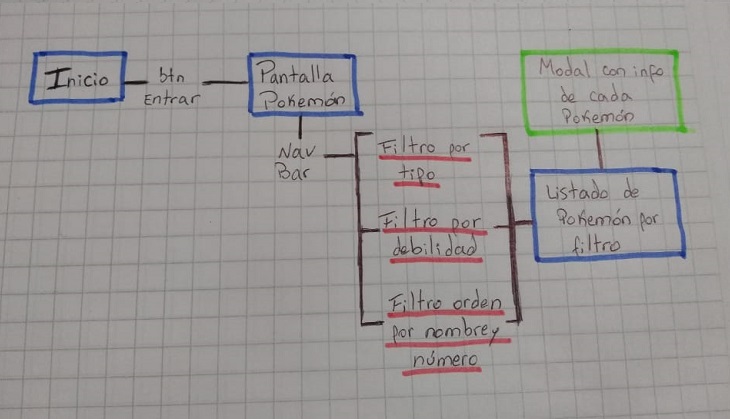 Inicio
btn
Entrar
Pantalla
Pokemón
Nav
Bar
Filtro por
tipo
Filtro por
debilidad
Filtro orden
por nombre y
número
Listado de
Pokemón por
filtro
Modal con info
de cada
Pokemón